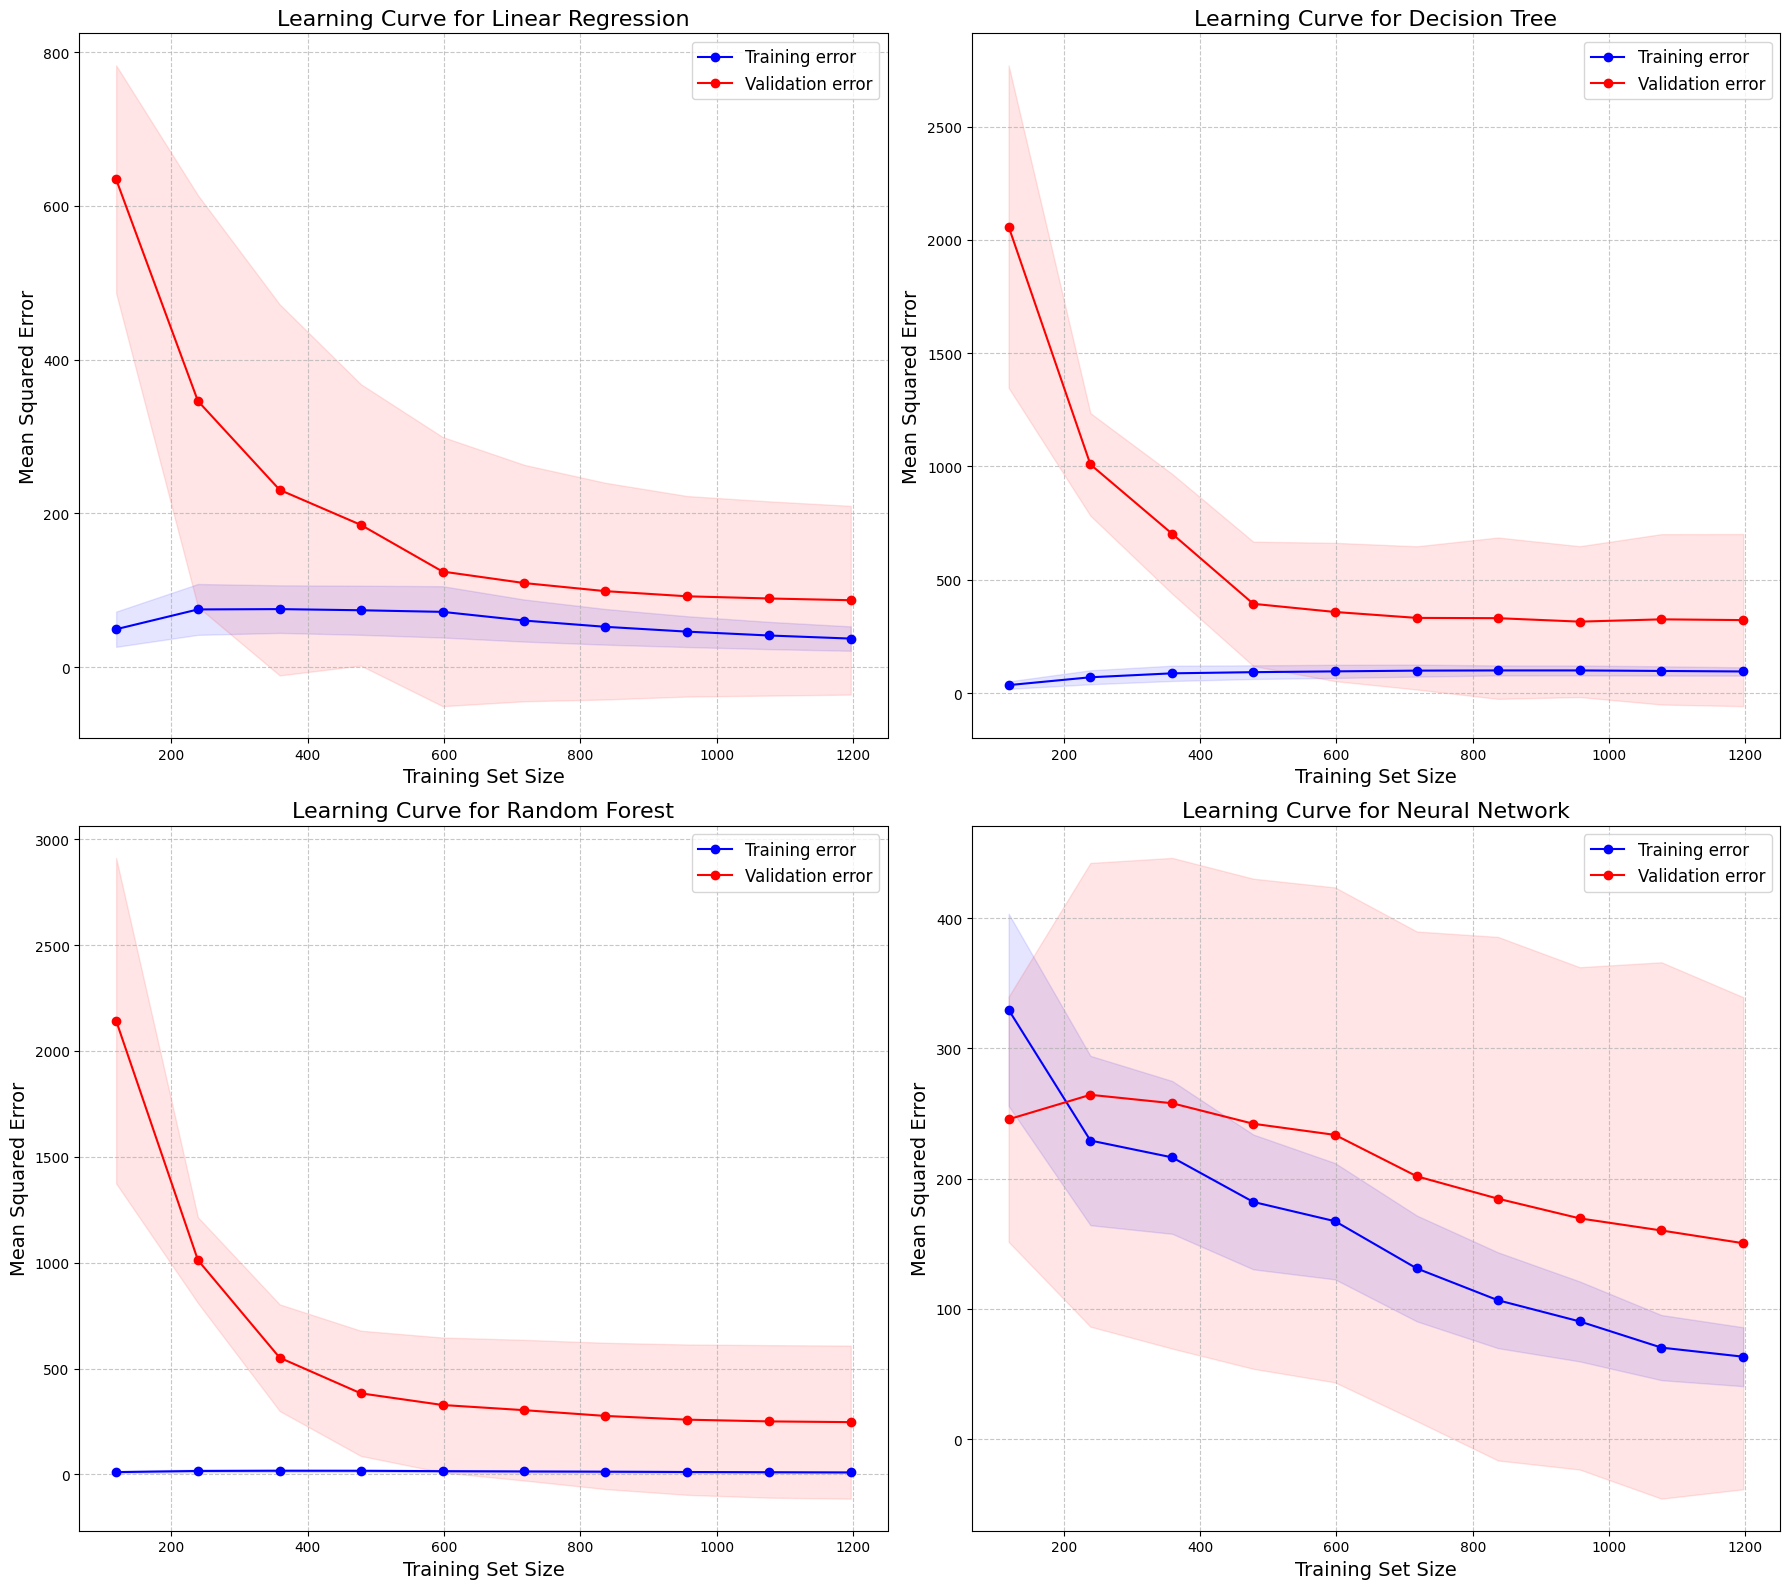 Learning Curve for Linear Regression
Training error
Validation error
Mean Squared Error
800
600
400
200
0
200 400 600 800 1000 1200
Training Set Size
Learning Curve for Decision Tree
Training error
Validation error
Mean Squared Error
2500
2000
1500
1000
500
0
200 400 600 800 1000 1200
Training Set Size
Learning Curve for Random Forest
Training error
Validation error
Mean Squared Error
3000
2500
2000
1500
1000
500
0
200 400 600 800 1000 1200
Training Set Size
Learning Curve for Neural Network
Training error
Validation error
Mean Squared Error
400
300
200
100
0
200 400 600 800 1000 1200
Training Set Size